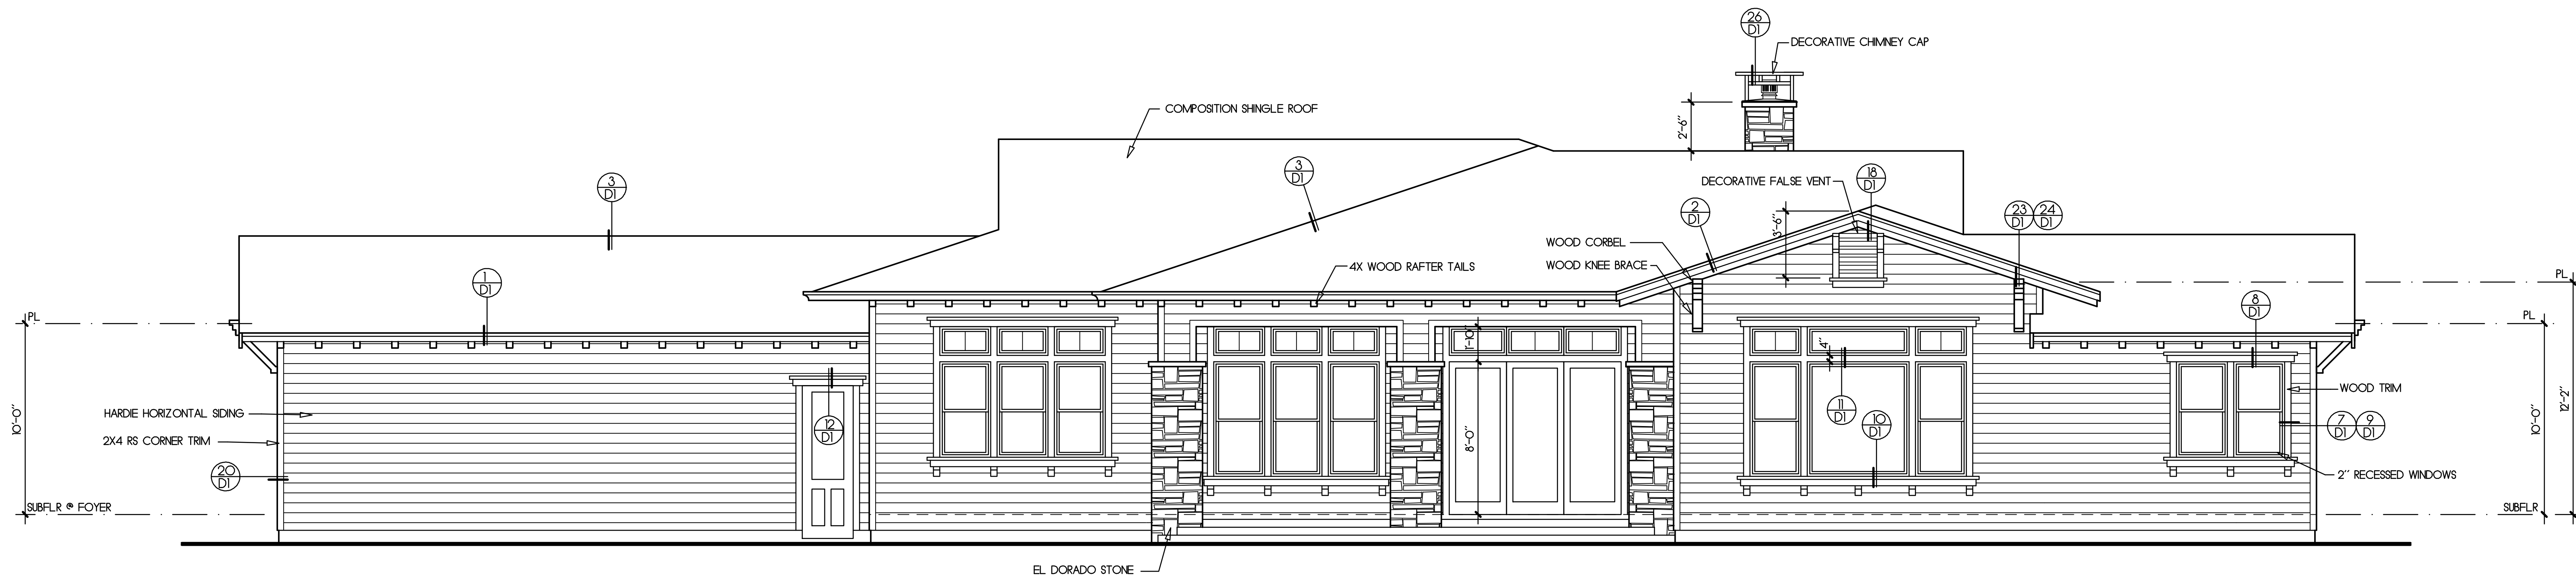 26
D1
DECORATIVE CHIMNEY CAP
COMPOSITION SHINGLE ROOF
2'-6"
3
D1
3
D1
DECORATIVE FALSE VENT
18
D1
2
D1
3'-6"
23
D1
24
D1
WOOD CORBEL
WOOD KNEE BRACE
4X WOOD RAFTER TAILS
1
D1
PL
PL
PL
8
D1
1'-10"
4"
10'-0"
HARDIE HORIZONTAL SIDING
2X4 RS CORNER TRIM
12
D1
8'-0"
11
D1
10
D1
WOOD TRIM
7
D1
9
D1
10'-0"
12'-2"
20
D1
2" RECESSED WINDOWS
SUBFLR @ FOYER
SUBFLR
EL DORADO STONE